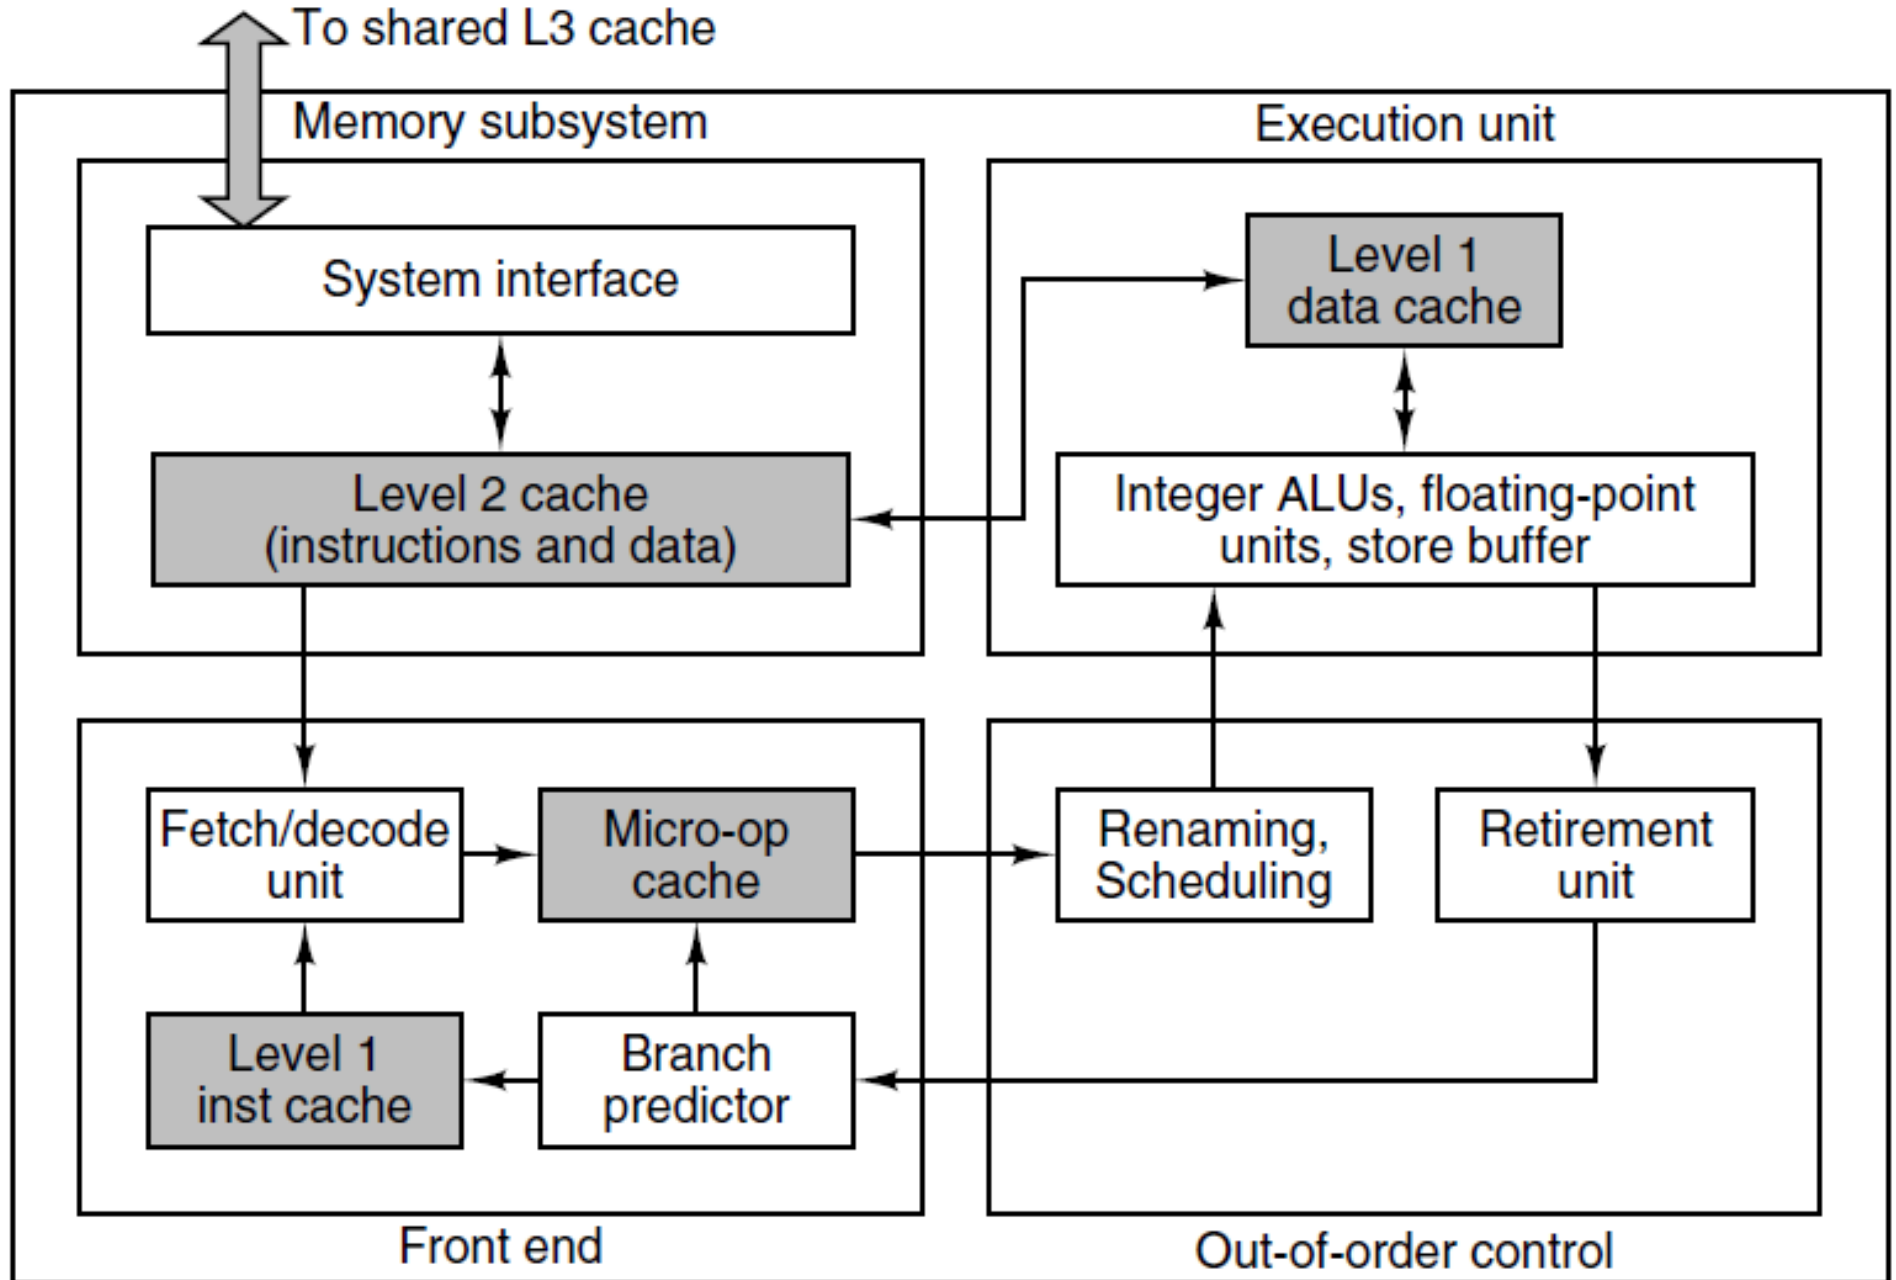 To shared L3 cache
Memory subsystem
Execution unit
System interface
Level 1
data cache
Level 2 cache
(instructions and data)
Integer ALUs, floating-point
units, store buffer
Fetch/decode
unit
Micro-op
cache
Renaming,
Scheduling
Retirement
unit
Level 1
inst cache
Branch
predictor
Front end
Out-of-order control